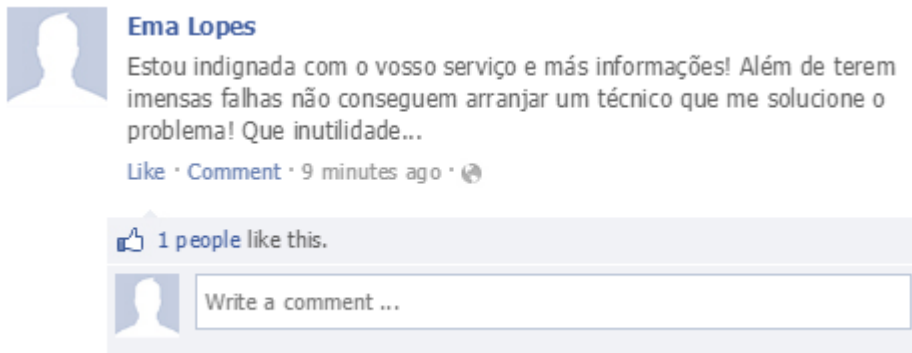 Ema Lopes
Estou indignada com o vosso serviço e más informações! Além de terem
imensas falhas não conseguem arranjar um técnico que me solucione o
problema! Que inutilidade...
Like · Comment · 9 minutes ago ·
1 people like this.
Write a comment ...